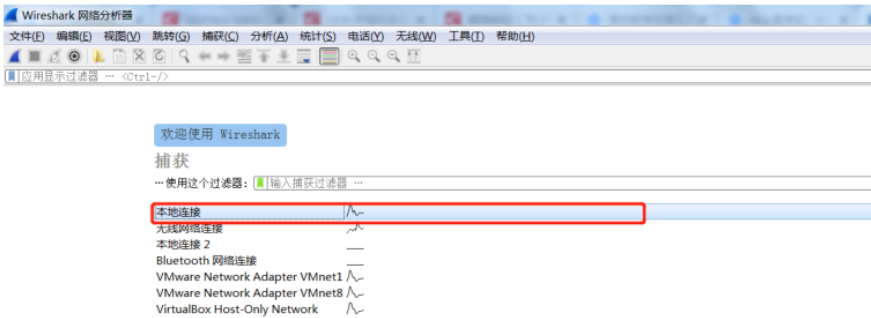 Wireshark 网络分析器
文件(F) 编辑(E) 视图(V) 跳转(G) 捕获(C) 分析(A) 统计(S) 电话(Y) 无线(W) 工具(T) 帮助(H)
应用显示过滤器 … <Ctrl-/>
欢迎使用 Wireshark
捕获
…使用这个过滤器: 输入捕获过滤器 …
本地连接
无线网络连接
本地连接 2
Bluetooth 网络连接
VMware Network Adapter VMnet1
VMware Network Adapter VMnet8
VirtualBox Host-Only Network